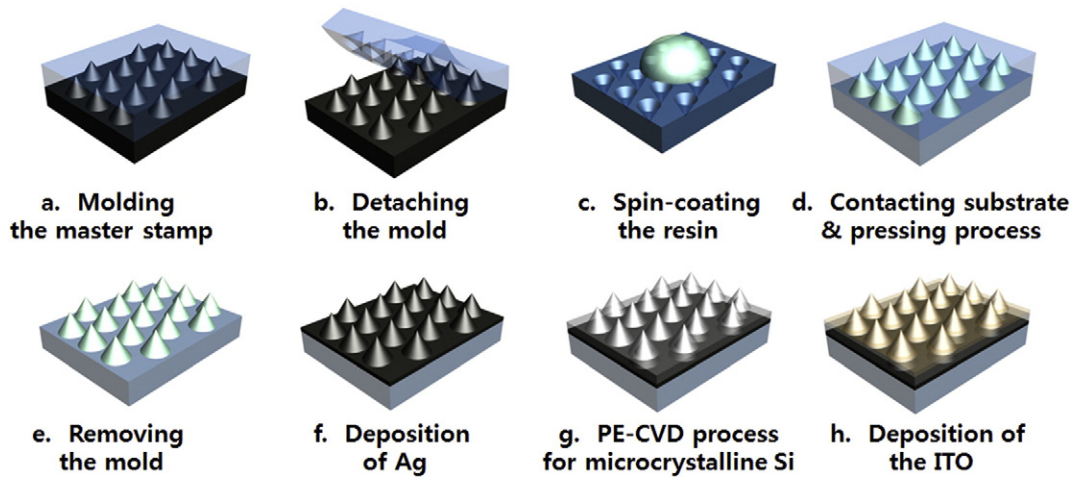 a. Molding
the master stamp
b. Detaching
the mold
c. Spin-coating
the resin
d. Contacting substrate
& pressing process
e. Removing
the mold
f. Deposition
of Ag
g. PE-CVD process
for microcrystalline Si
h. Deposition of
the ITO